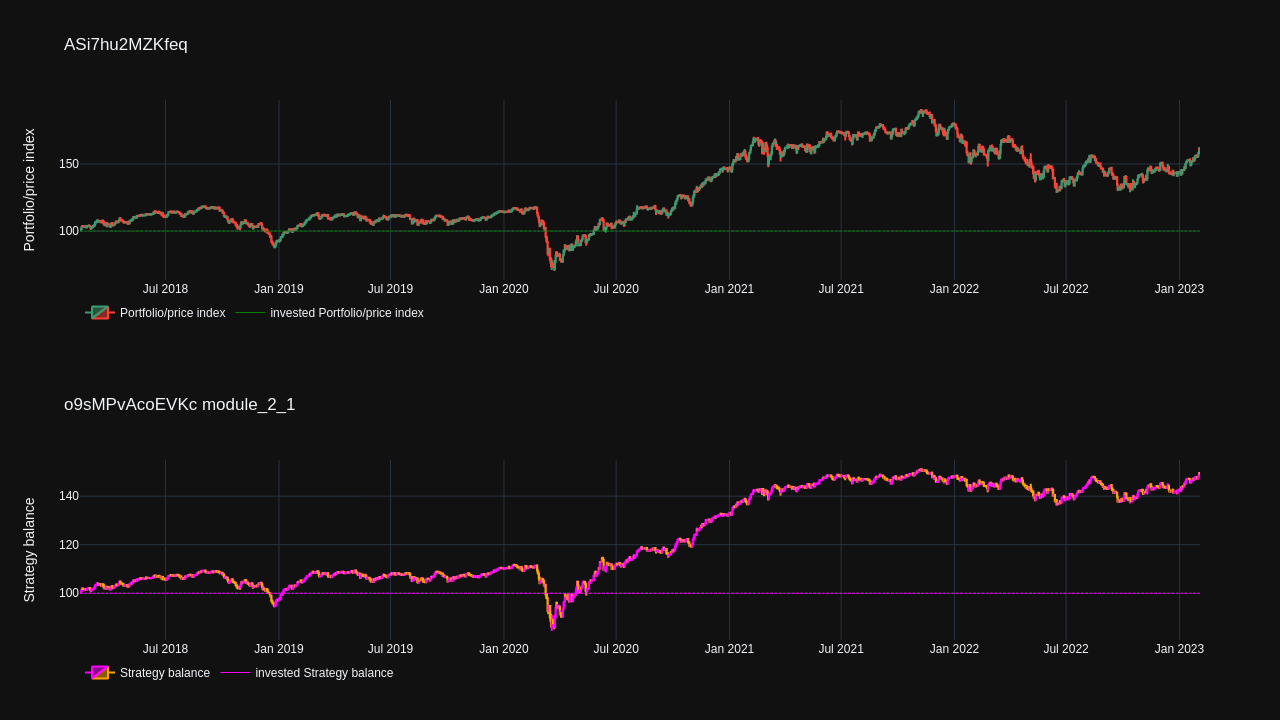 ASi7hu2MZKfeq
Portfolio/price index
150
100
Jul 2018 Jan 2019 Jul 2019 Jan 2020 Jul 2020 Jan 2021 Jul 2021 Jan 2022 Jul 2022 Jan 2023
Portfolio/price index invested Portfolio/price index
o9sMPvAcoEVKc module_2_1
Strategy balance
140
120
100
Jul 2018 Jan 2019 Jul 2019 Jan 2020 Jul 2020 Jan 2021 Jul 2021 Jan 2022 Jul 2022 Jan 2023
Strategy balance invested Strategy balance